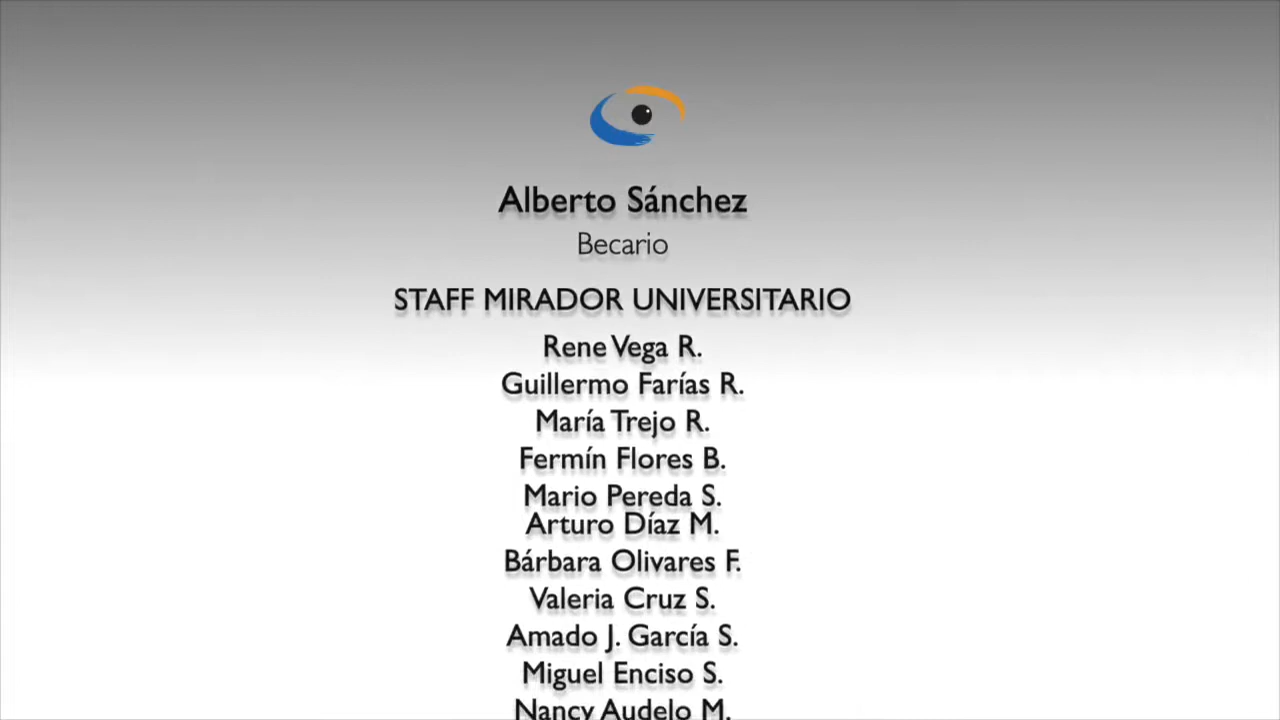 Alberto Sánchez
Becario
STAFF MIRADOR UNIVERSITARIO
Rene Vega R.
Guillermo Farías R.
María Trejo R.
Fermín Flores B.
Mario Pereda S.
Arturo Díaz M.
Bárbara Olivares F.
Valeria Cruz S.
Amado J. García S.
Miguel Enciso S.
Nancy Audelo M.